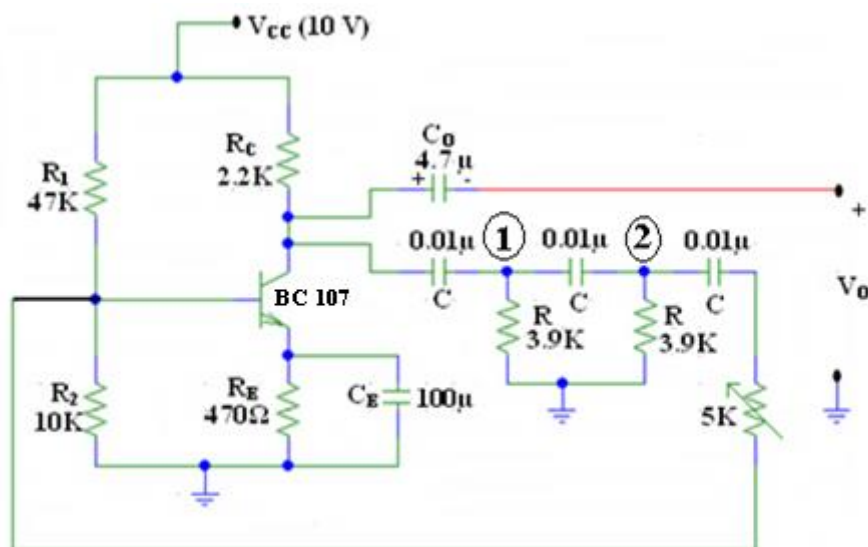 VCC (10 V)
R1
47K
RC
2.2K
CO
4.7μ
+ -
+
0.01μ
1
0.01μ
2
0.01μ
C
C
C
VO
BC 107
R
3.9K
R
3.9K
R2
10K
RE
470Ω
CE
100μ
5K